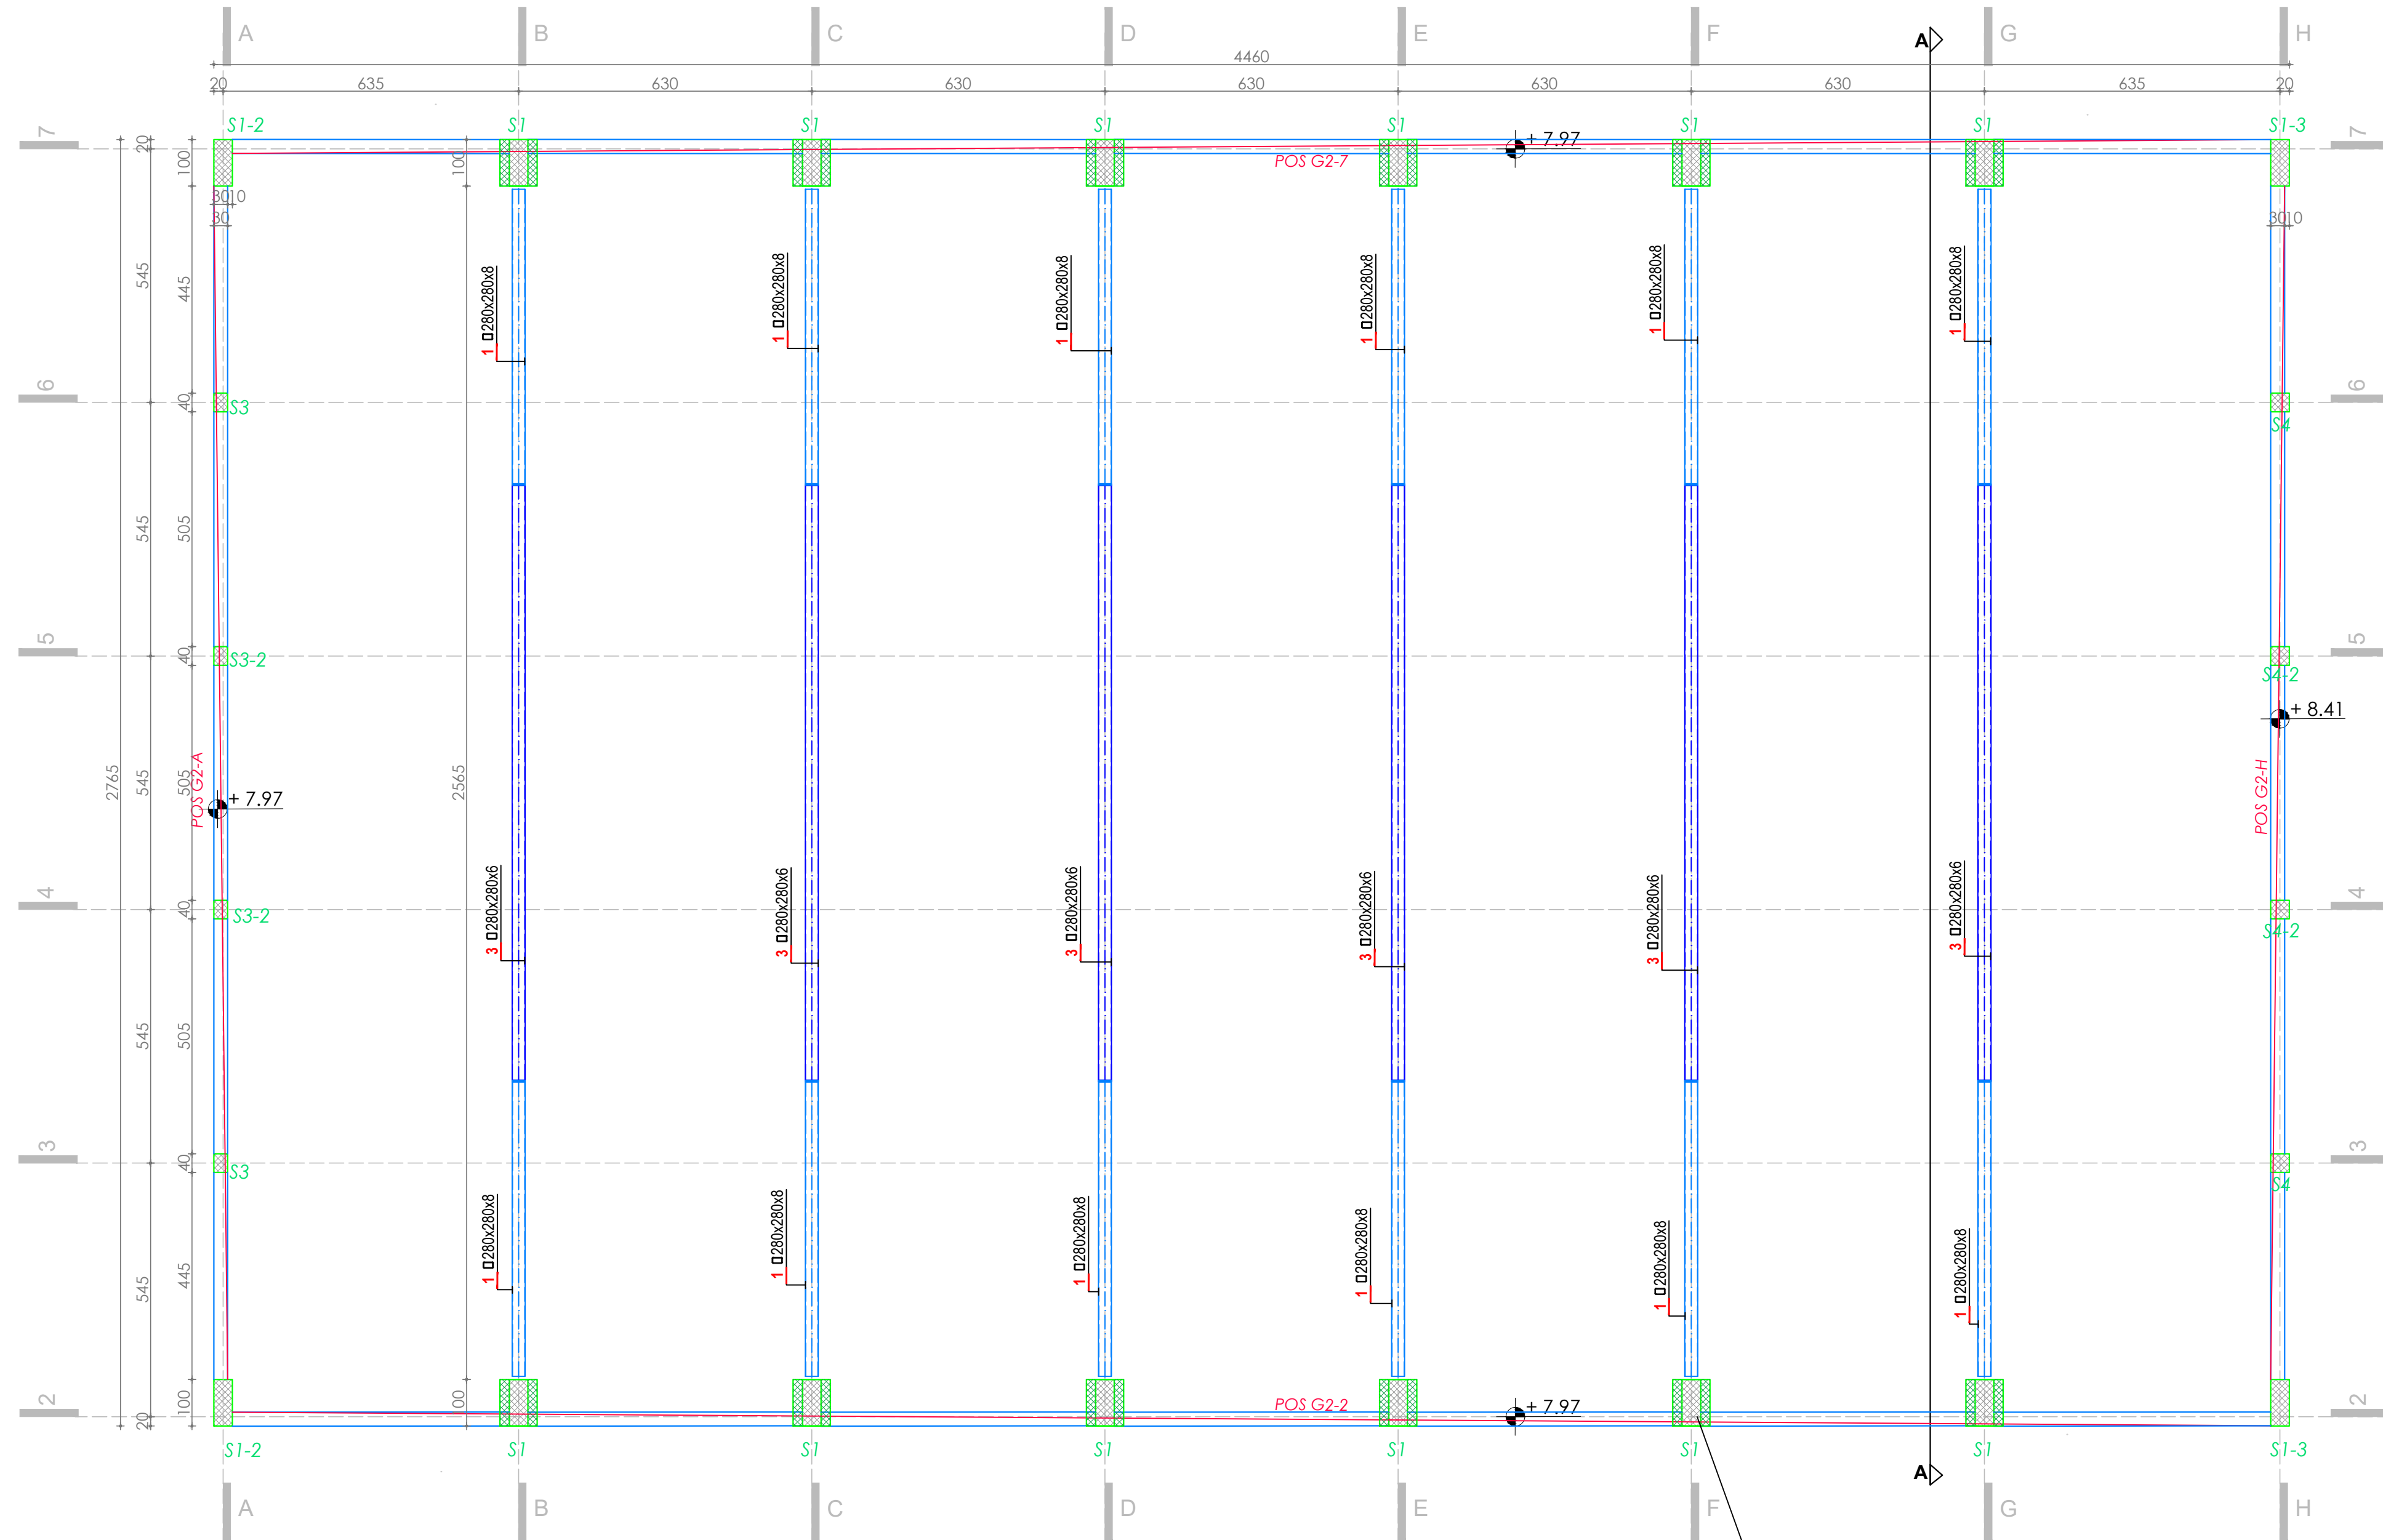 A B C D E F G H
A
4460
20 635 630 630 630 630 630 635 20
S1-2 S1 S1 S1 S1 S1 S1 S1-3
7 20 100 100 + 7.97 7
POS G2-7
3010
30 3010
545 445
□280x280x8 □280x280x8 □280x280x8 □280x280x8 □280x280x8 □280x280x8
1 1 1 1 1 1
6 40 S3 S4 6
545 505
5 40 S3-2 S4-2 5
+ 8.41
2765 545 505 POS G2-A + 7.97 2565 POS G2-H
□280x280x6 □280x280x6 □280x280x6 □280x280x6 □280x280x6 □280x280x6
3 3 3 3 3 3
4 40 S3-2 S4-2 4
545 505
3 40 S3 S4 3
□280x280x8 □280x280x8 □280x280x8 □280x280x8 □280x280x8 □280x280x8
1 1 1 1 1 1
545 445
2 20 100 100 POS G2-2 + 7.97 2
S1-2 S1 S1 S1 S1 S1 S1 S1-3
A
A B C D E F G H